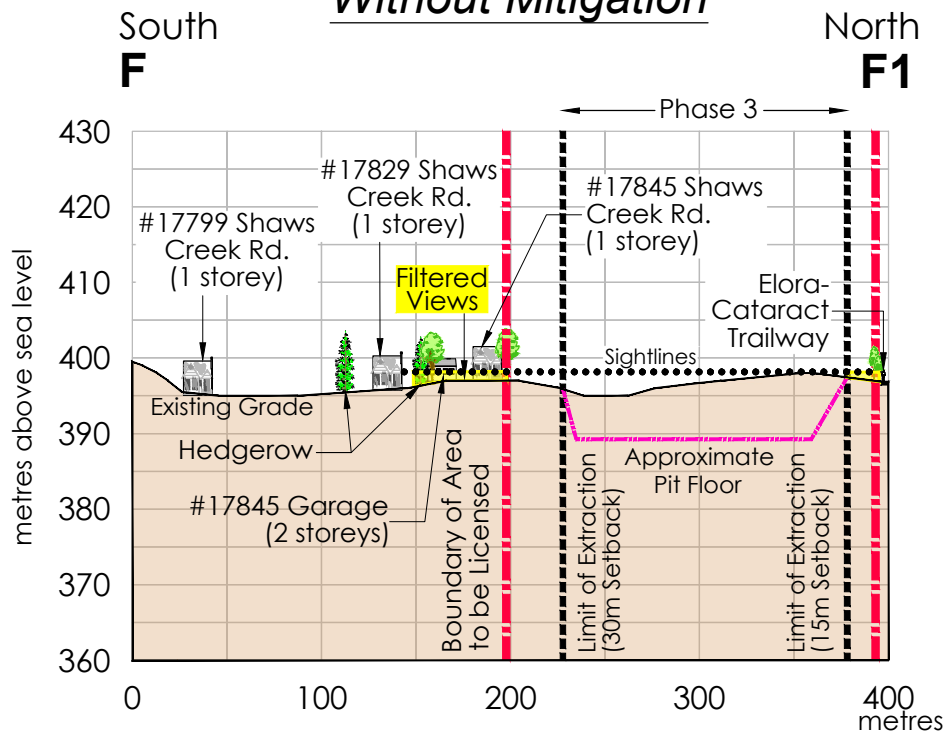 Without Mitigation
South
North
F
F1
Phase 3
430
420
410
400
390
380
370
360
metres above sea level
#17829 Shaws
Creek Rd.
(1 storey)
#17845 Shaws
Creek Rd.
(1 storey)
#17799 Shaws
Creek Rd.
(1 storey)
Filtered
Views
Elora-
Cataract
Trailway
Sightlines
Existing Grade
Hedgerow
Approximate
Pit Floor
#17845 Garage
(2 storeys)
Boundary of Area
to be Licensed
Limit of Extraction
(30m Setback)
Limit of Extraction
(15m Setback)
0
100
200
300
400
metres